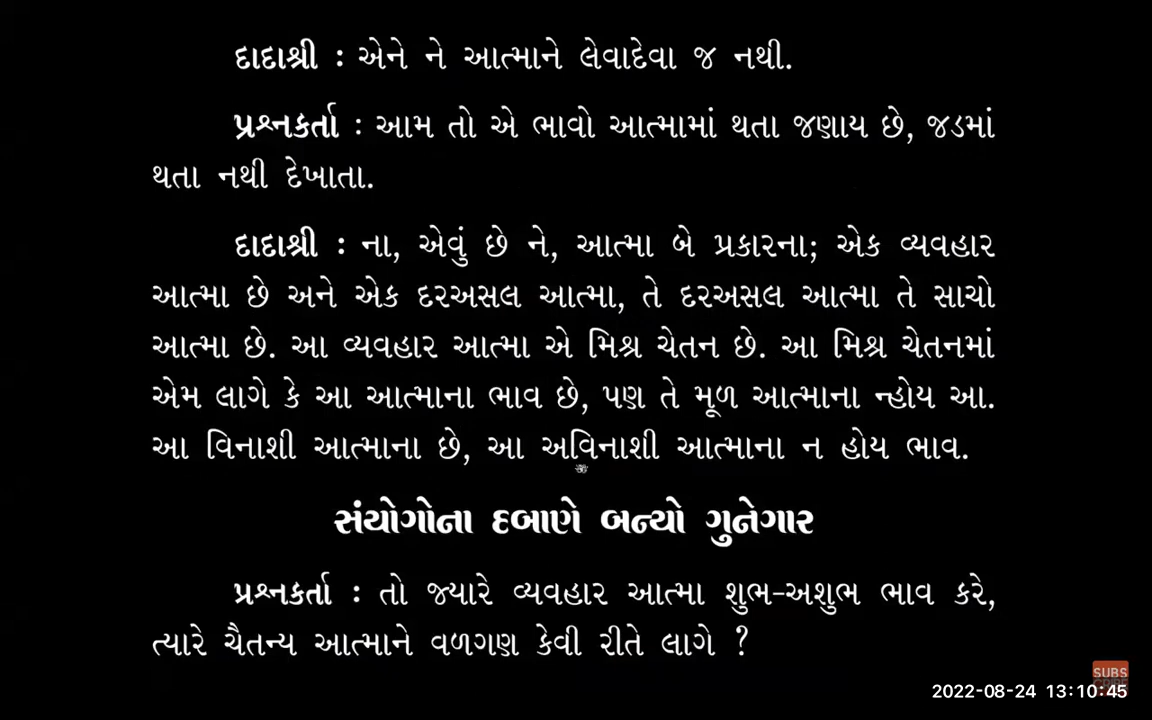 દાદાશ્રી : એને ને આત્માને લેવાદેવા જ નથી.
પ્રશ્નકર્તા : આમ તો એ ભાવો આત્મામાં થતા જણાય છે, જડમાં
થતા નથી દેખાતા.
દાદાશ્રી : ના, એવું છે ને, આત્મા બે પ્રકારના; એક વ્યવહાર
આત્મા છે અને એક દરઅસલ આત્મા, તે દરઅસલ આત્મા તે સાચો
આત્મા છે. આ વ્યવહાર આત્મા એ મિશ્ર ચેતન છે. આ મિશ્ર ચેતનમાં
એમ લાગે કે આ આત્માના ભાવ છે, પણ તે મૂળ આત્માના ન્હોય આ.
આ વિનાશી આત્માના છે, આ અવિનાશી આત્માના ન હોય ભાવ.
સંયોગોના દબાણે બન્યો ગુનેગાર
પ્રશ્નકર્તા : તો જ્યારે વ્યવહાર આત્મા શુભ-અશુભ ભાવ કરે,
ત્યારે ચૈતન્ય આત્માને વળગણ કેવી રીતે લાગે ?
SUBS
2022-08-24 13:10:45